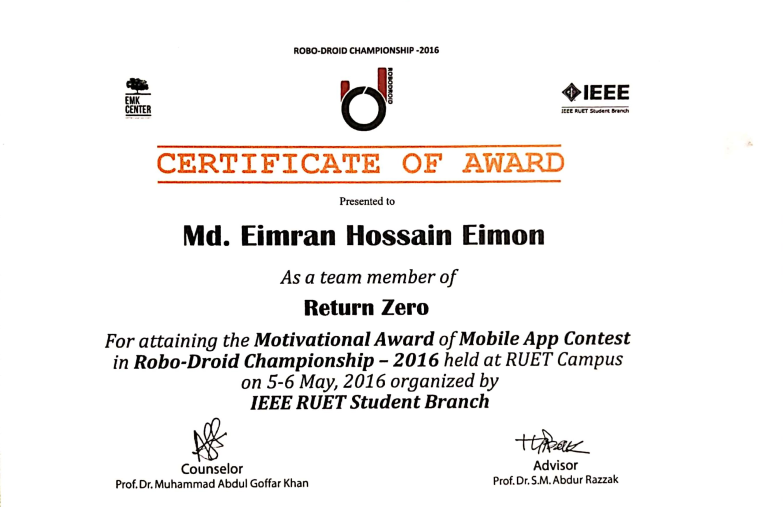 ROBO-DROID CHAMPIONSHIP -2016
EMK
CENTER
ROBODROID
IEEE
IEEE RUET Student Branch
CERTIFICATE OF AWARD
Presented to
Md. Eimran Hossain Eimon
As a team member of
Return Zero
For attaining the Motivational Award of Mobile App Contest
in Robo-Droid Championship – 2016 held at RUET Campus
on 5-6 May, 2016 organized by
IEEE RUET Student Branch
Counselor
Prof. Dr. Muhammad Abdul Goffar Khan
Advisor
Prof. Dr. S.M. Abdur Razzak